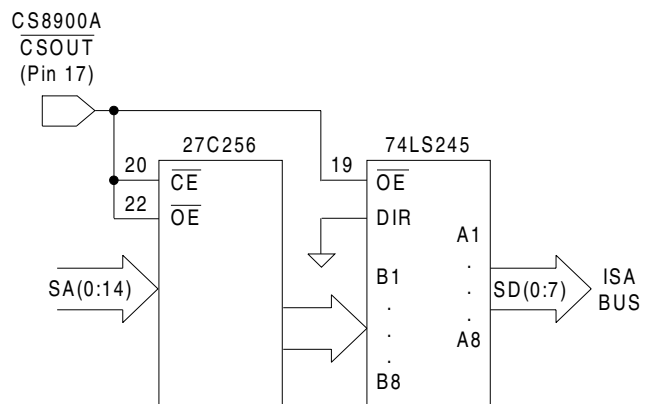 CS8900A
CSOUT
(Pin 17)
27C256
74LS245
20
CE
22
OE
19
OE
DIR
A1
.
.
.
A8
SA(0:14)
B1
.
.
.
B8
SD(0:7)
ISA
BUS